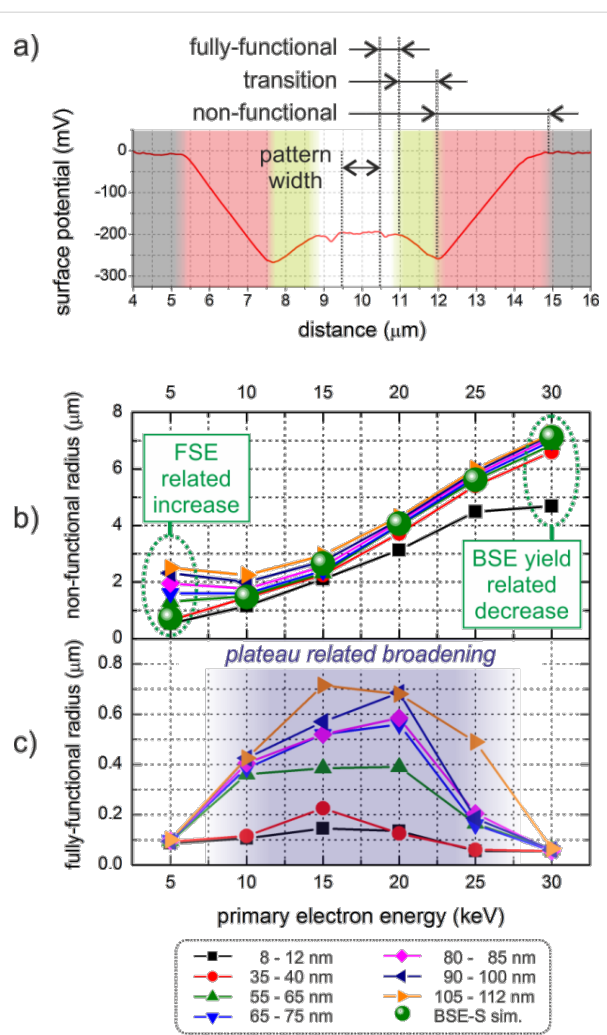 a)
fully-functional
transition
non-functional
pattern
width
surface potential (mV)
0
-100
-200
-300
4 5 6 7 8 9 10 11 12 13 14 15 16
distance (μm)
5 10 15 20 25 30
b)
non-functional radius (μm)
8
6
4
2
0
FSE
related
increase
BSE yield
related
decrease
c)
fully-functional radius (μm)
plateau related broadening
0.8
0.6
0.4
0.2
0.0
5 10 15 20 25 30
primary electron energy (keV)
8 - 12 nm
35 - 40 nm
55 - 65 nm
65 - 75 nm
80 - 85 nm
90 - 100 nm
105 - 112 nm
BSE-S sim.